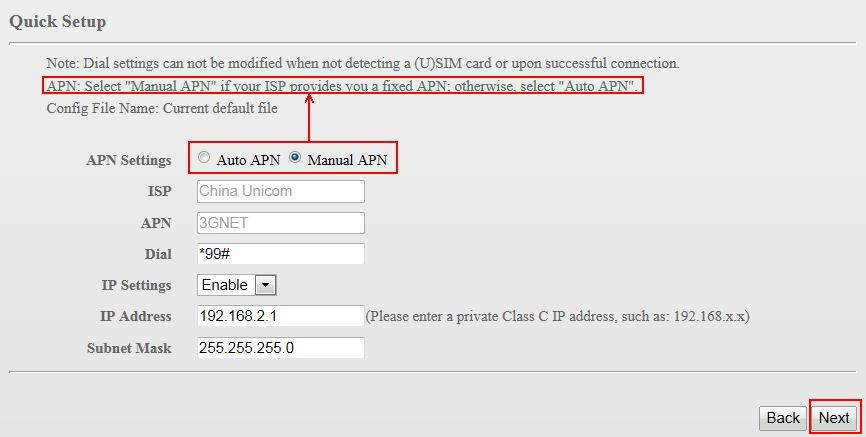 Quick Setup
Note: Dial settings can not be modified when not detecting a (U)SIM card or upon successful connection.
APN: Select "Manual APN" if your ISP provides you a fixed APN; otherwise, select "Auto APN".
Config File Name: Current default file
APN Settings Auto APN Manual APN
ISP China Unicom
APN 3GNET
Dial *99#
IP Settings Enable
IP Address 192.168.2.1 (Please enter a private Class C IP address, such as: 192.168.x.x)
Subnet Mask 255.255.255.0
Back Next